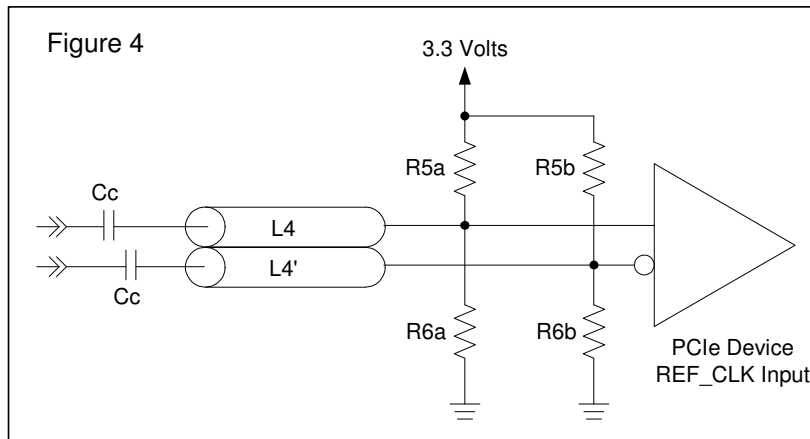 Figure 4
3.3 Volts
R5a
R5b
Cc
L4
L4'
Cc
R6a
R6b
PCIe Device
REF_CLK Input